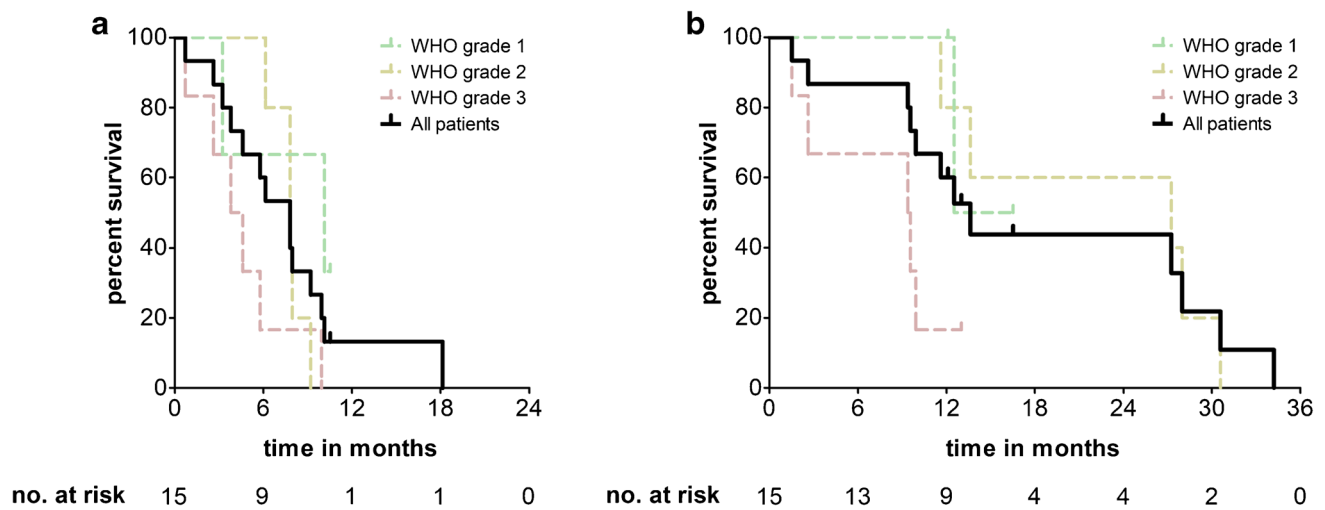 a
percent survival
100
80
60
40
20
0
0 6 12 18 24
time in months
WHO grade 1
WHO grade 2
WHO grade 3
All patients
no. at risk 15 9 1 1 0
b
percent survival
100
80
60
40
20
0
0 6 12 18 24 30 36
time in months
WHO grade 1
WHO grade 2
WHO grade 3
All patients
no. at risk 15 13 9 4 4 2 0